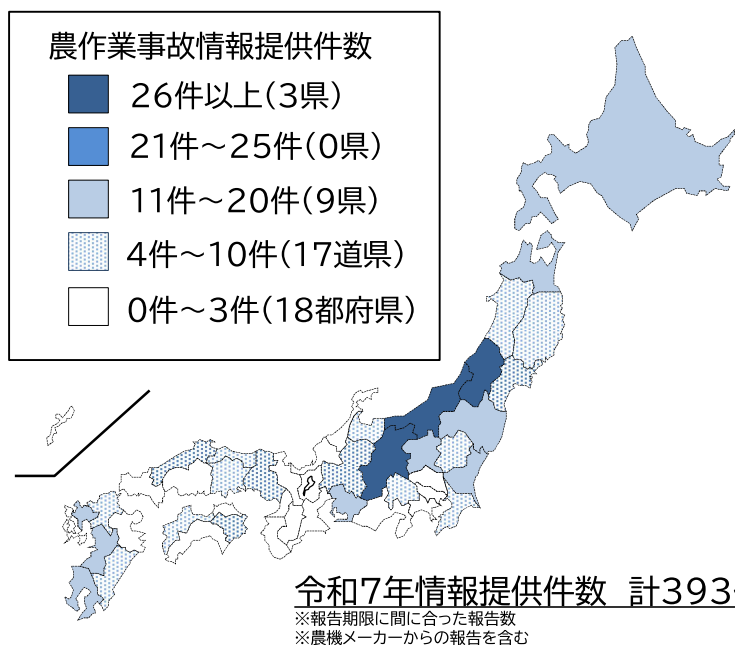 農作業事故情報提供件数
26件以上(3県)
21件～25件(0県)
11件～20件(9県)
4件～10件(17道県)
0件～3件(18都府県)
令和7年情報提供件数 計393
※報告期限に間に合った報告数
※農機メーカーからの報告を含む